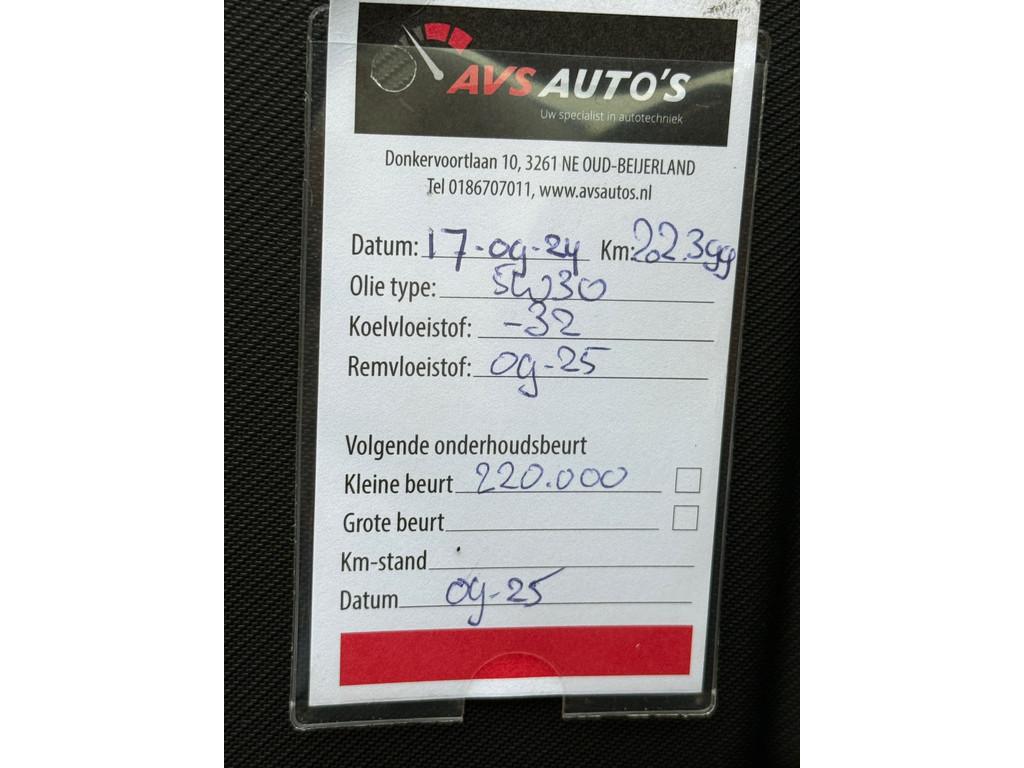 AVS AUTO'S
Uw specialist in autotechniek
Donkervoortlaan 10, 3261 NE OUD-BEIJERLAND
Tel 0186707011, www.avsautos.nl
Datum: 17-09-24 Km: 222.399
Olie type: 5W30
Koelvloeistof: -32
Remvloeistof: 09-25
Volgende onderhoudsbeurt
Kleine beurt 220.000
Grote beurt
Km-stand
Datum 09-25